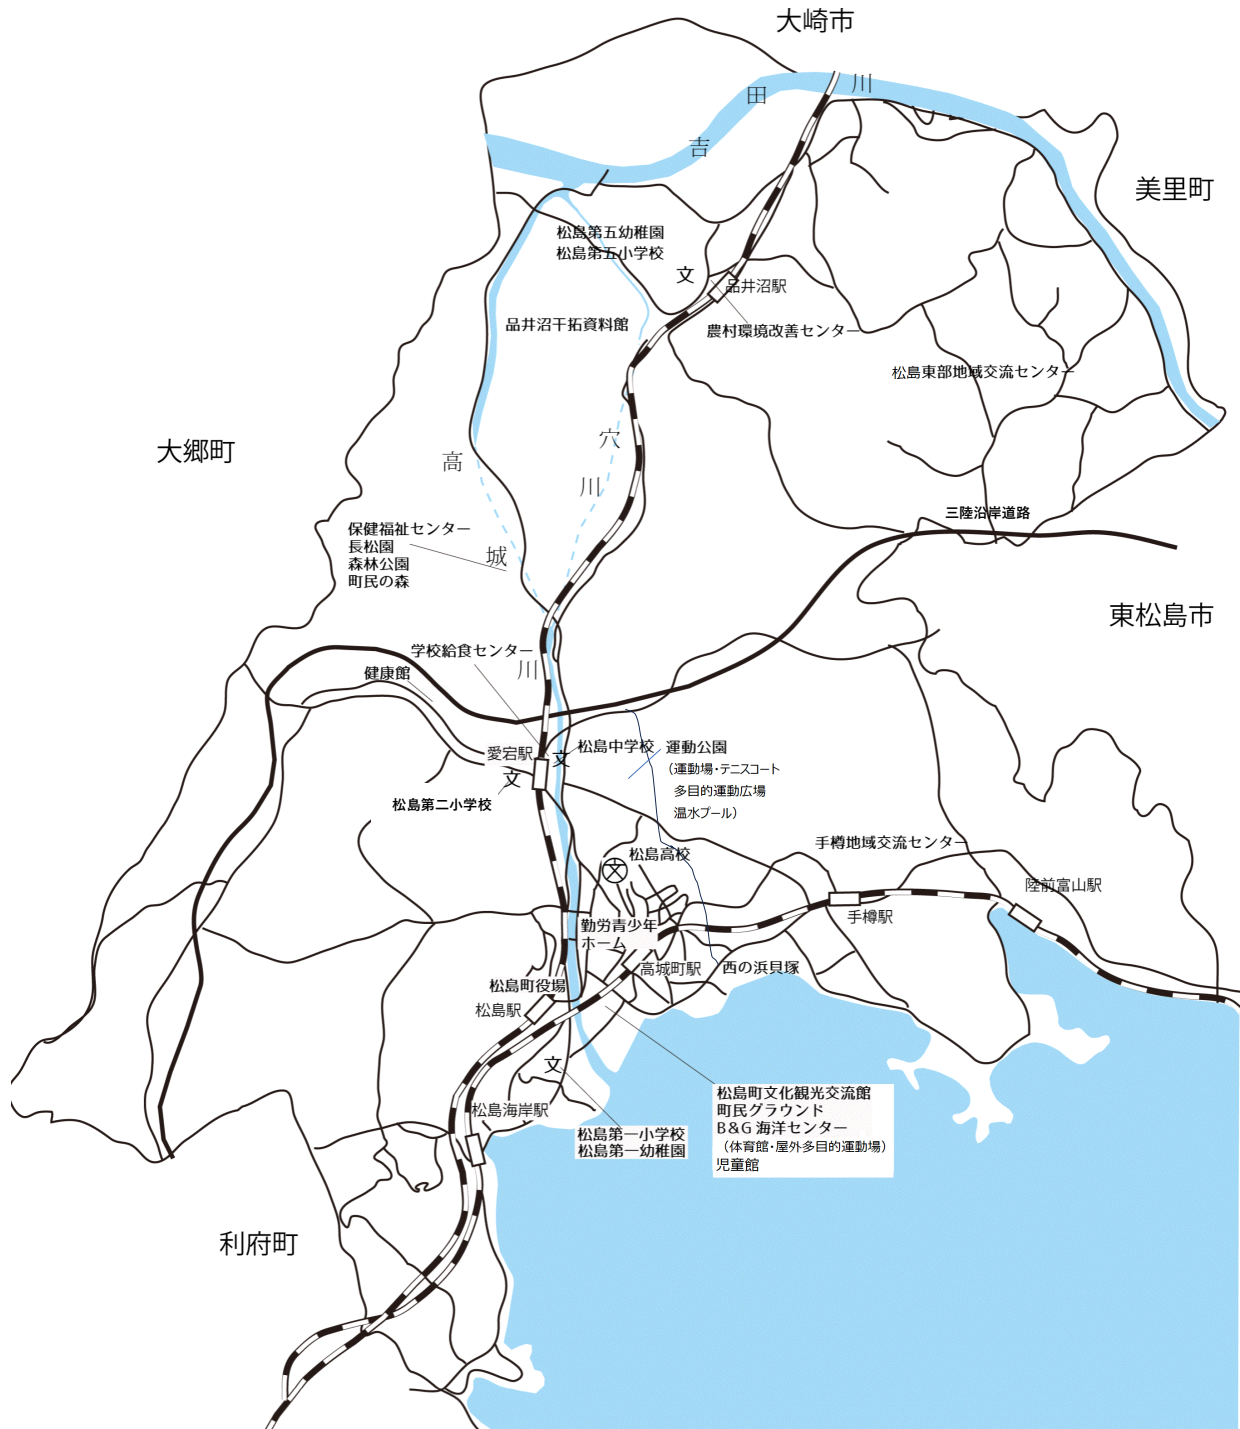 大崎市
田
川
吉
美里町
松島第五幼稚園
松島第五小学校
文
品井沼駅
品井沼干拓資料館
農村環境改善センター
松島東部地域交流センター
大郷町
穴
高
川
三陸沿岸道路
保健福祉センター
長松園
森林公園
町民の森
城
東松島市
学校給食センター
川
健康館
愛宕駅
文
松島中学校
運動公園
(運動場・テニスコート
多目的運動広場
温水プール)
文
松島第二小学校
手樽地域交流センター
松島高校
文
陸前富山駅
手樽駅
勤労青少年
ホーム
高城町駅
西の浜貝塚
松島町役場
松島駅
文
松島町文化観光交流館
町民グラウンド
B&G海洋センター
(体育館・屋外多目的運動場)
児童館
松島海岸駅
松島第一小学校
松島第一幼稚園
利府町